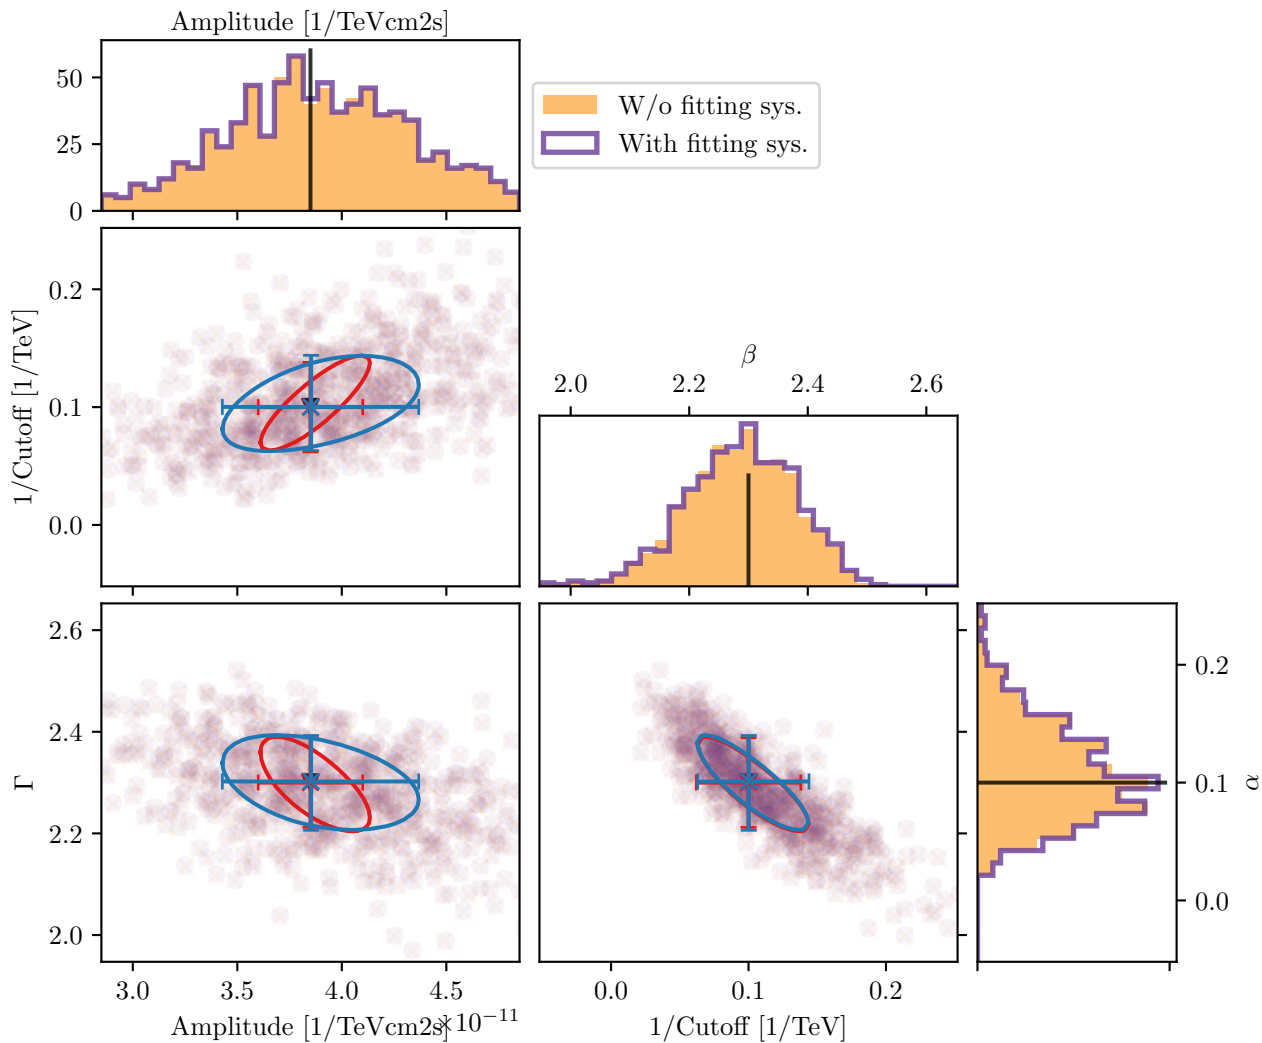 Amplitude [1/TeVcm2s]
50
25
0
W/o fitting sys.
With fitting sys.
0.2
0.1
0.0
1/Cutoff [1/TeV]
β
2.0 2.2 2.4 2.6
2.6
2.4
2.2
2.0
Γ
0.2
0.1
0.0
α
3.0 3.5 4.0 4.5
0.0 0.1 0.2
Amplitude [1/TeVcm2s]
×10⁻¹¹
1/Cutoff [1/TeV]